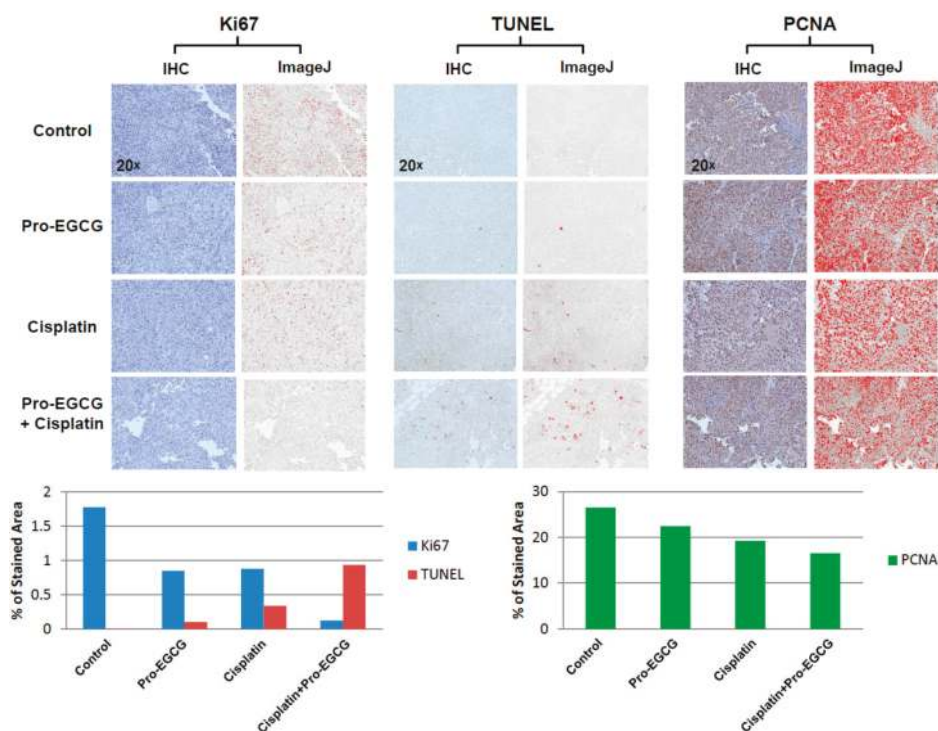 Ki67 TUNEL PCNA
IHC ImageJ IHC ImageJ IHC ImageJ
Control
20x 20x 20x
Pro-EGCG
Cisplatin
Pro-EGCG
+ Cisplatin
% of Stained Area
2
1.5
1
0.5
0
Control
Pro-EGCG
Cisplatin
Cisplatin+Pro-EGCG
Ki67
TUNEL
% of Stained Area
30
20
10
0
Control
Pro-EGCG
Cisplatin
Cisplatin+Pro-EGCG
PCNA